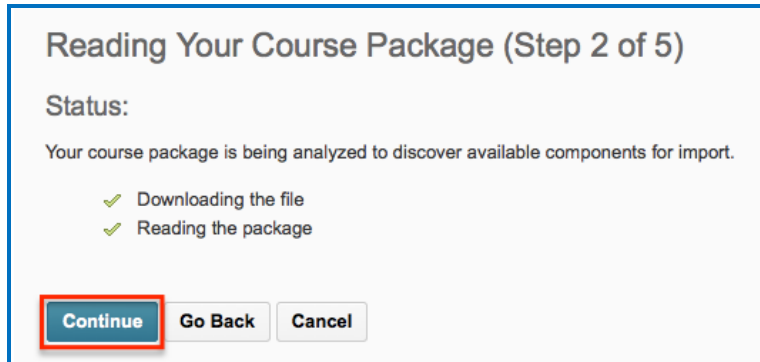 Reading Your Course Package (Step 2 of 5)
Status:
Your course package is being analyzed to discover available components for import.
Downloading the file
Reading the package
Continue Go Back Cancel